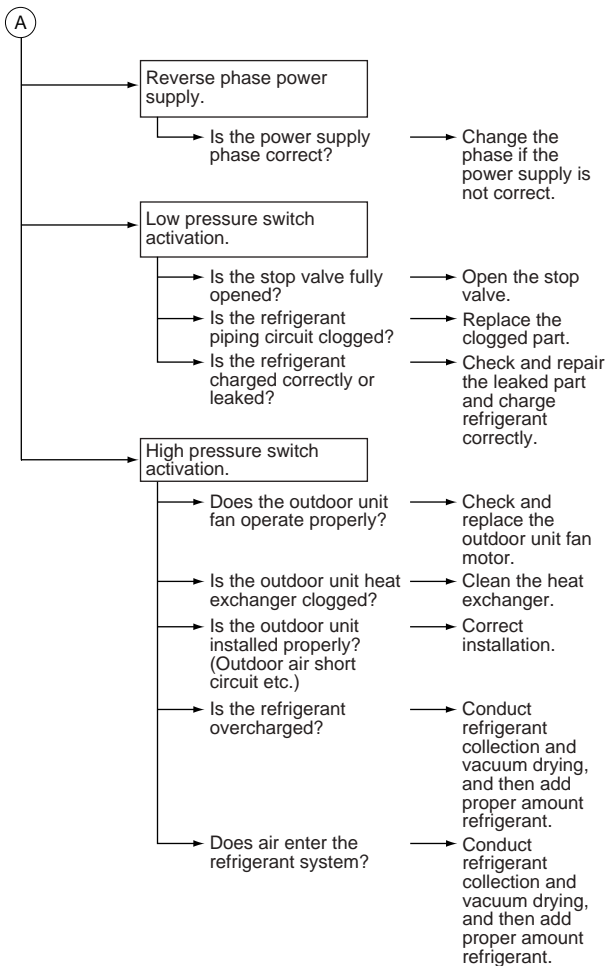 A
Reverse phase power
supply.
Is the power supply
phase correct?
Change the
phase if the
power supply is
not correct.
Low pressure switch
activation.
Is the stop valve fully
opened?
Open the stop
valve.
Is the refrigerant
piping circuit clogged?
Replace the
clogged part.
Is the refrigerant
charged correctly or
leaked?
Check and repair
the leaked part
and charge
refrigerant
correctly.
High pressure switch
activation.
Does the outdoor unit
fan operate properly?
Check and
replace the
outdoor unit fan
motor.
Is the outdoor unit heat
exchanger clogged?
Clean the heat
exchanger.
Is the outdoor unit
installed properly?
(Outdoor air short
circuit etc.)
Correct
installation.
Is the refrigerant
overcharged?
Conduct
refrigerant
collection and
vacuum drying,
and then add
proper amount
refrigerant.
Does air enter the
refrigerant system?
Conduct
refrigerant
collection and
vacuum drying,
and then add
proper amount
refrigerant.